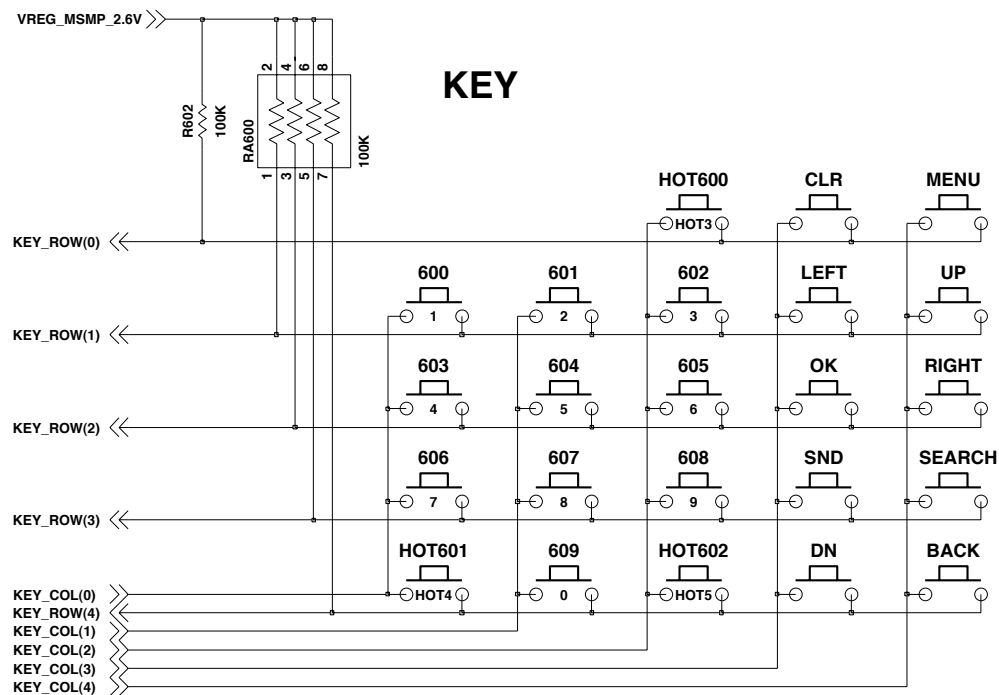 VREG_MSMP_2.6V
KEY
2 4 6 8
R602
100K
RA600
100K
1 3 5 7
HOT600 CLR MENU
HOT3
KEY_ROW(0)
600 601 602 LEFT UP
1 2 3
KEY_ROW(1)
603 604 605 OK RIGHT
4 5 6
KEY_ROW(2)
606 607 608 SND SEARCH
7 8 9
KEY_ROW(3)
HOT601 609 HOT602 DN BACK
HOT4 0 HOT5
KEY_COL(0)
KEY_ROW(4)
KEY_COL(1)
KEY_COL(2)
KEY_COL(3)
KEY_COL(4)